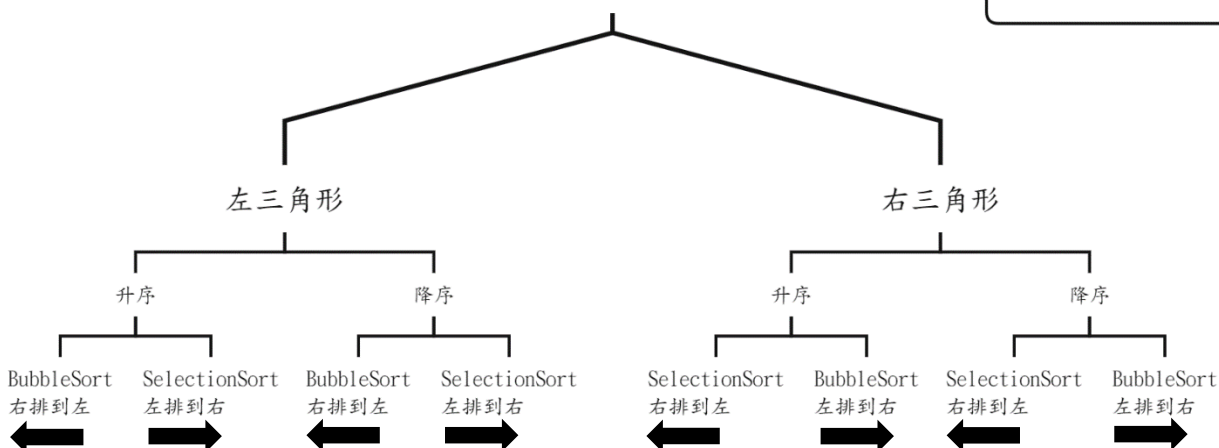 左三角形
右三角形
升序
降序
升序
降序
BubbleSort
右排到左
SelectionSort
左排到右
BubbleSort
右排到左
SelectionSort
左排到右
SelectionSort
右排到左
BubbleSort
左排到右
SelectionSort
右排到左
BubbleSort
左排到右